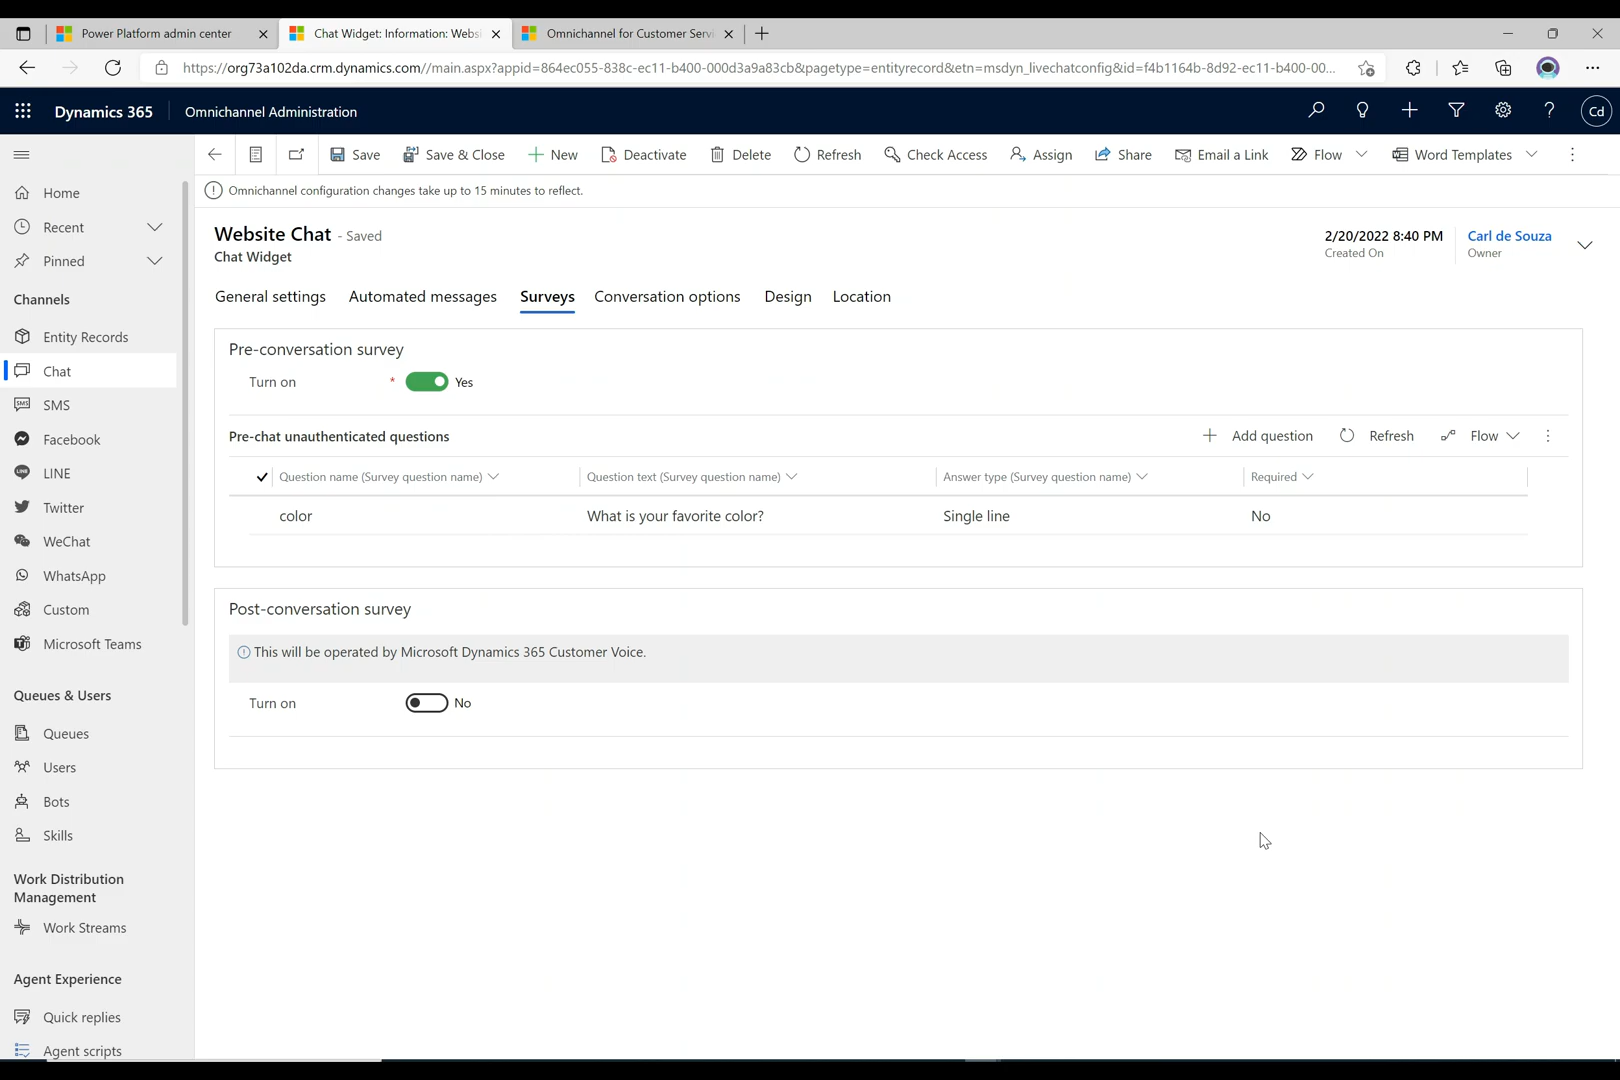 Power Platform admin center
Chat Widget: Information: Websi
Omnichannel for Customer Servi
https://org73a102da.crm.dynamics.com//main.aspx?appid=864ec055-838c-ec11-b400-000d3a9a83cb&pagetype=entityrecord&etn=msdyn_livechatconfig&id=f4b1164b-8d92-ec11-b400-00...
Dynamics 365
Omnichannel Administration
Cd
Save
Save & Close
New
Deactivate
Delete
Refresh
Check Access
Assign
Share
Email a Link
Flow
Word Templates
Omnichannel configuration changes take up to 15 minutes to reflect.
Home
Recent
Pinned
Channels
Entity Records
Chat
SMS
SMS
Facebook
LINE
LINE
Twitter
WeChat
WhatsApp
Custom
Microsoft Teams
Queues & Users
Queues
Users
Bots
Skills
Work Distribution
Management
Work Streams
Agent Experience
Quick replies
Agent scripts
Website Chat - Saved
Chat Widget
2/20/2022 8:40 PM
Created On
Carl de Souza
Owner
General settings
Automated messages
Surveys
Conversation options
Design
Location
Pre-conversation survey
Turn on * Yes
Pre-chat unauthenticated questions
Add question
Refresh
Flow
Question name (Survey question name)
Question text (Survey question name)
Answer type (Survey question name)
Required
color
What is your favorite color?
Single line
No
Post-conversation survey
This will be operated by Microsoft Dynamics 365 Customer Voice.
Turn on No